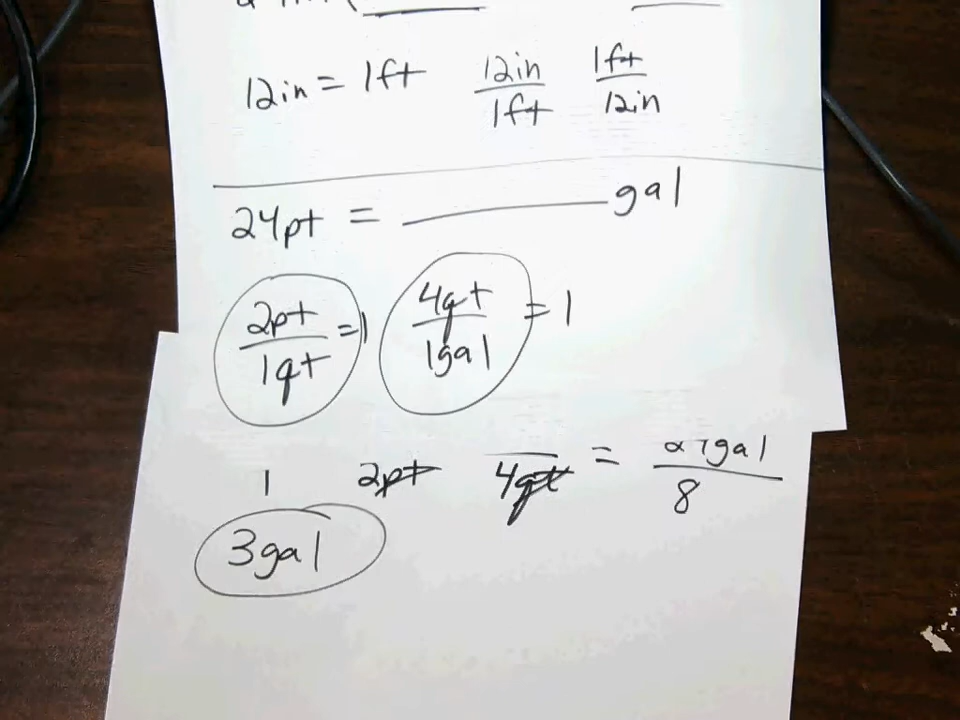 12in = 1ft 12in/1ft 1ft/12in
24pt = ______ gal
2pt/1qt = 1 4qt/1gal = 1
1 2pt 4qt = gal/8
3gal